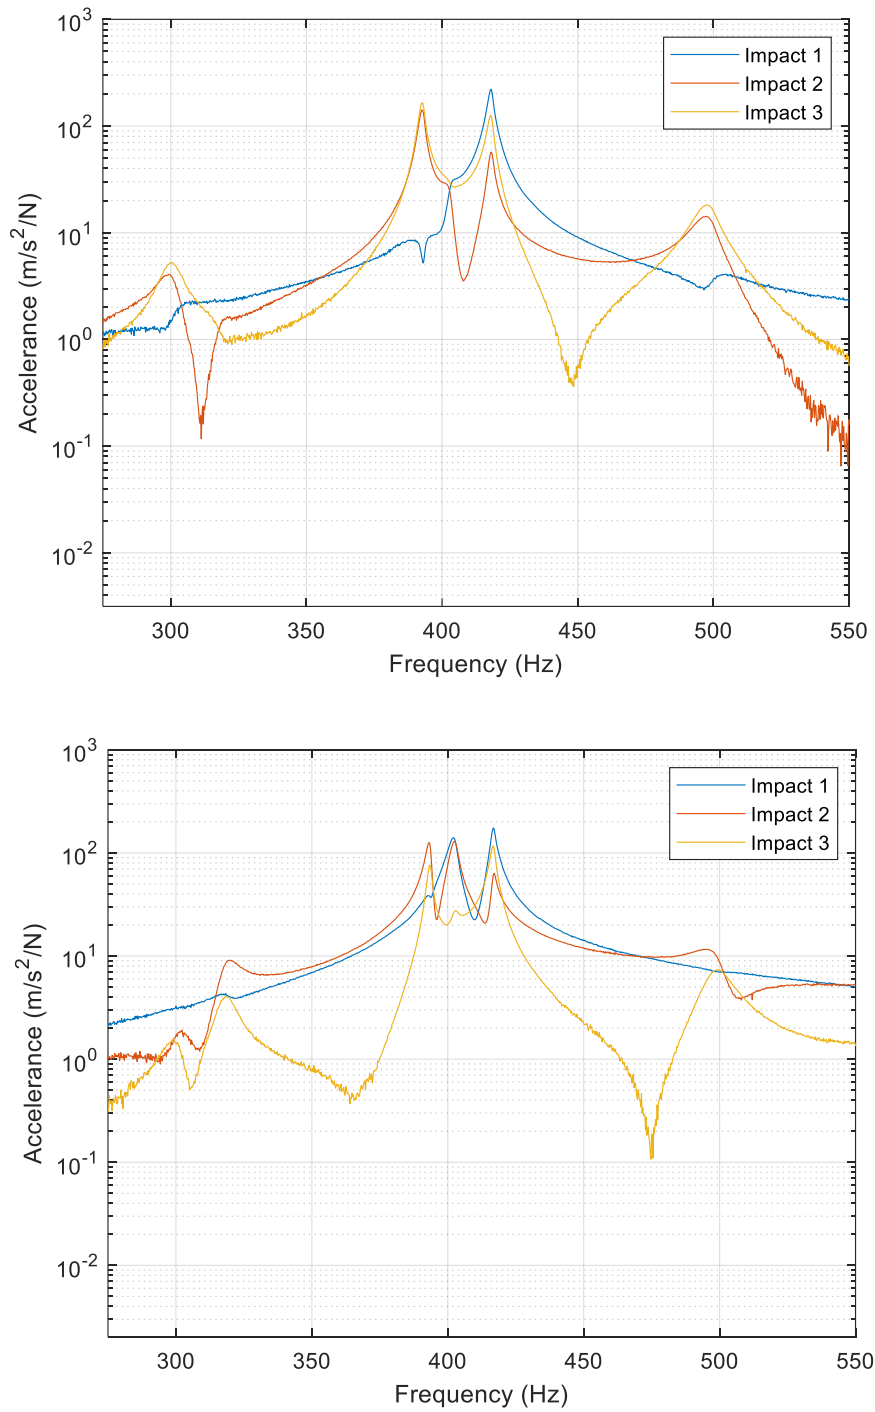 10^3
10^2
10^1
10^0
10^-1
10^-2
Accelerance (m/s^2/N)
Impact 1
Impact 2
Impact 3
300 350 400 450 500 550
Frequency (Hz)
10^3
10^2
10^1
10^0
10^-1
10^-2
Accelerance (m/s^2/N)
Impact 1
Impact 2
Impact 3
300 350 400 450 500 550
Frequency (Hz)